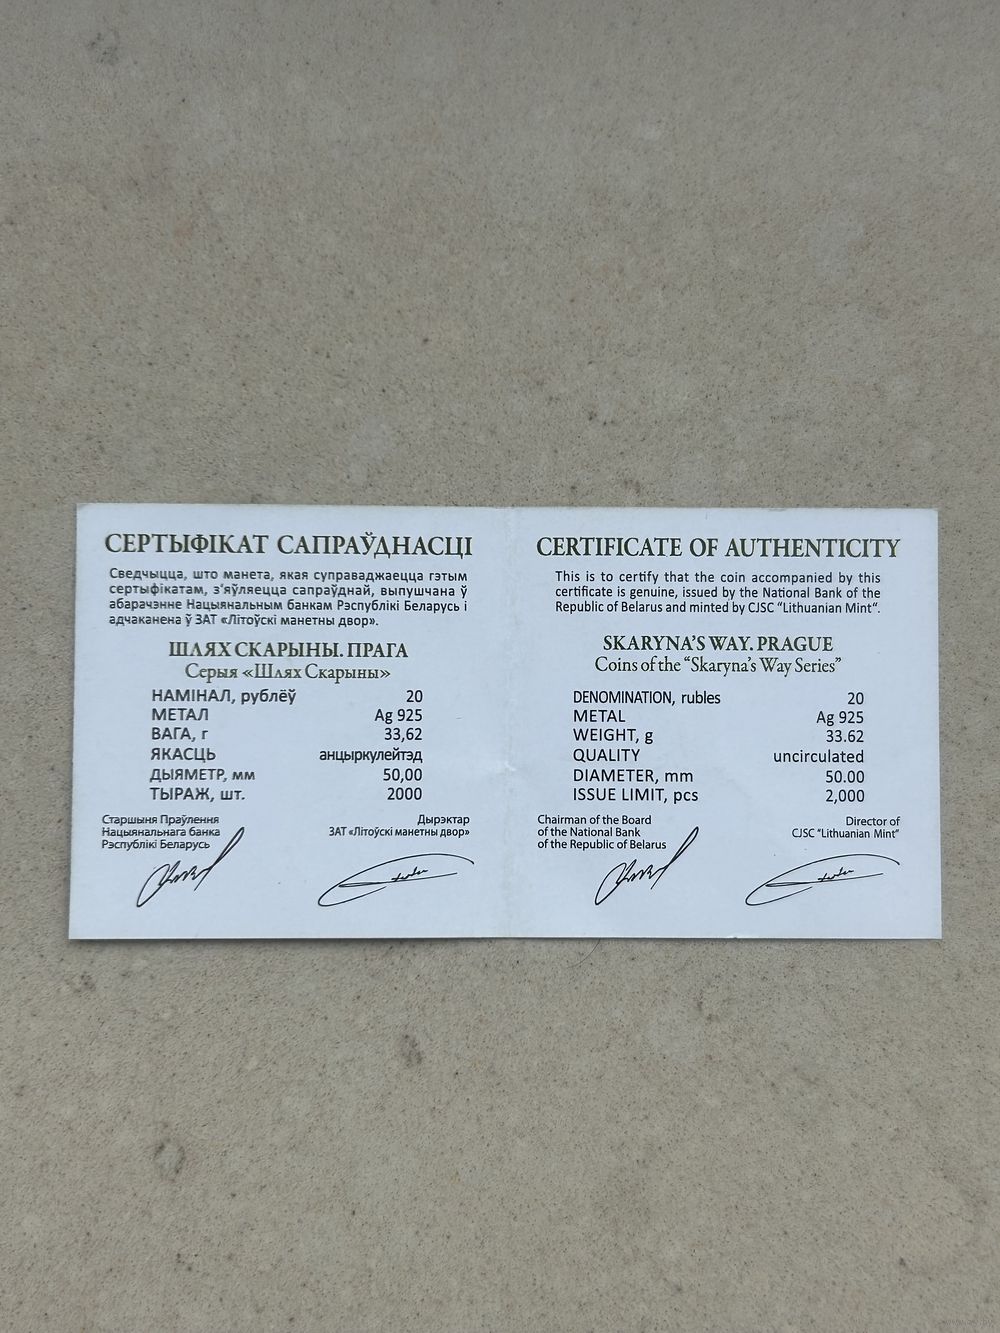 СЕРТЫФІКАТ САПРАЎДНАСЦІ
Сведчыцца, што манета, якая суправаджаецца гэтым
сертыфікатам, з'яўляецца сапраўднай, выпушчана ў
абарачэнне Нацыянальным банкам Рэспублікі Беларусь і
адчаканена ў ЗАТ «Літоўскі манетны двор».
ШЛЯХ СКАРЫНЫ. ПРАГА
Серыя «Шлях Скарыны»
НАМІНАЛ, рублёў 20
МЕТАЛ Ag 925
ВАГА, г 33,62
ЯКАСЦЬ анцыркулейтэд
ДЫЯМЕТР, мм 50,00
ТЫРАЖ, шт. 2000
Старшыня Праўлення
Нацыянальнага банка
Рэспублікі Беларусь
Дырэктар
ЗАТ «Літоўскі манетны двор»
CERTIFICATE OF AUTHENTICITY
This is to certify that the coin accompanied by this
certificate is genuine, issued by the National Bank of the
Republic of Belarus and minted by CJSC “Lithuanian Mint“.
SKARYNA’S WAY. PRAGUE
Coins of the “Skaryna’s Way Series”
DENOMINATION, rubles 20
METAL Ag 925
WEIGHT, g 33.62
QUALITY uncirculated
DIAMETER, mm 50.00
ISSUE LIMIT, pcs 2,000
Chairman of the Board
of the National Bank
of the Republic of Belarus
Director of
CJSC “Lithuanian Mint”